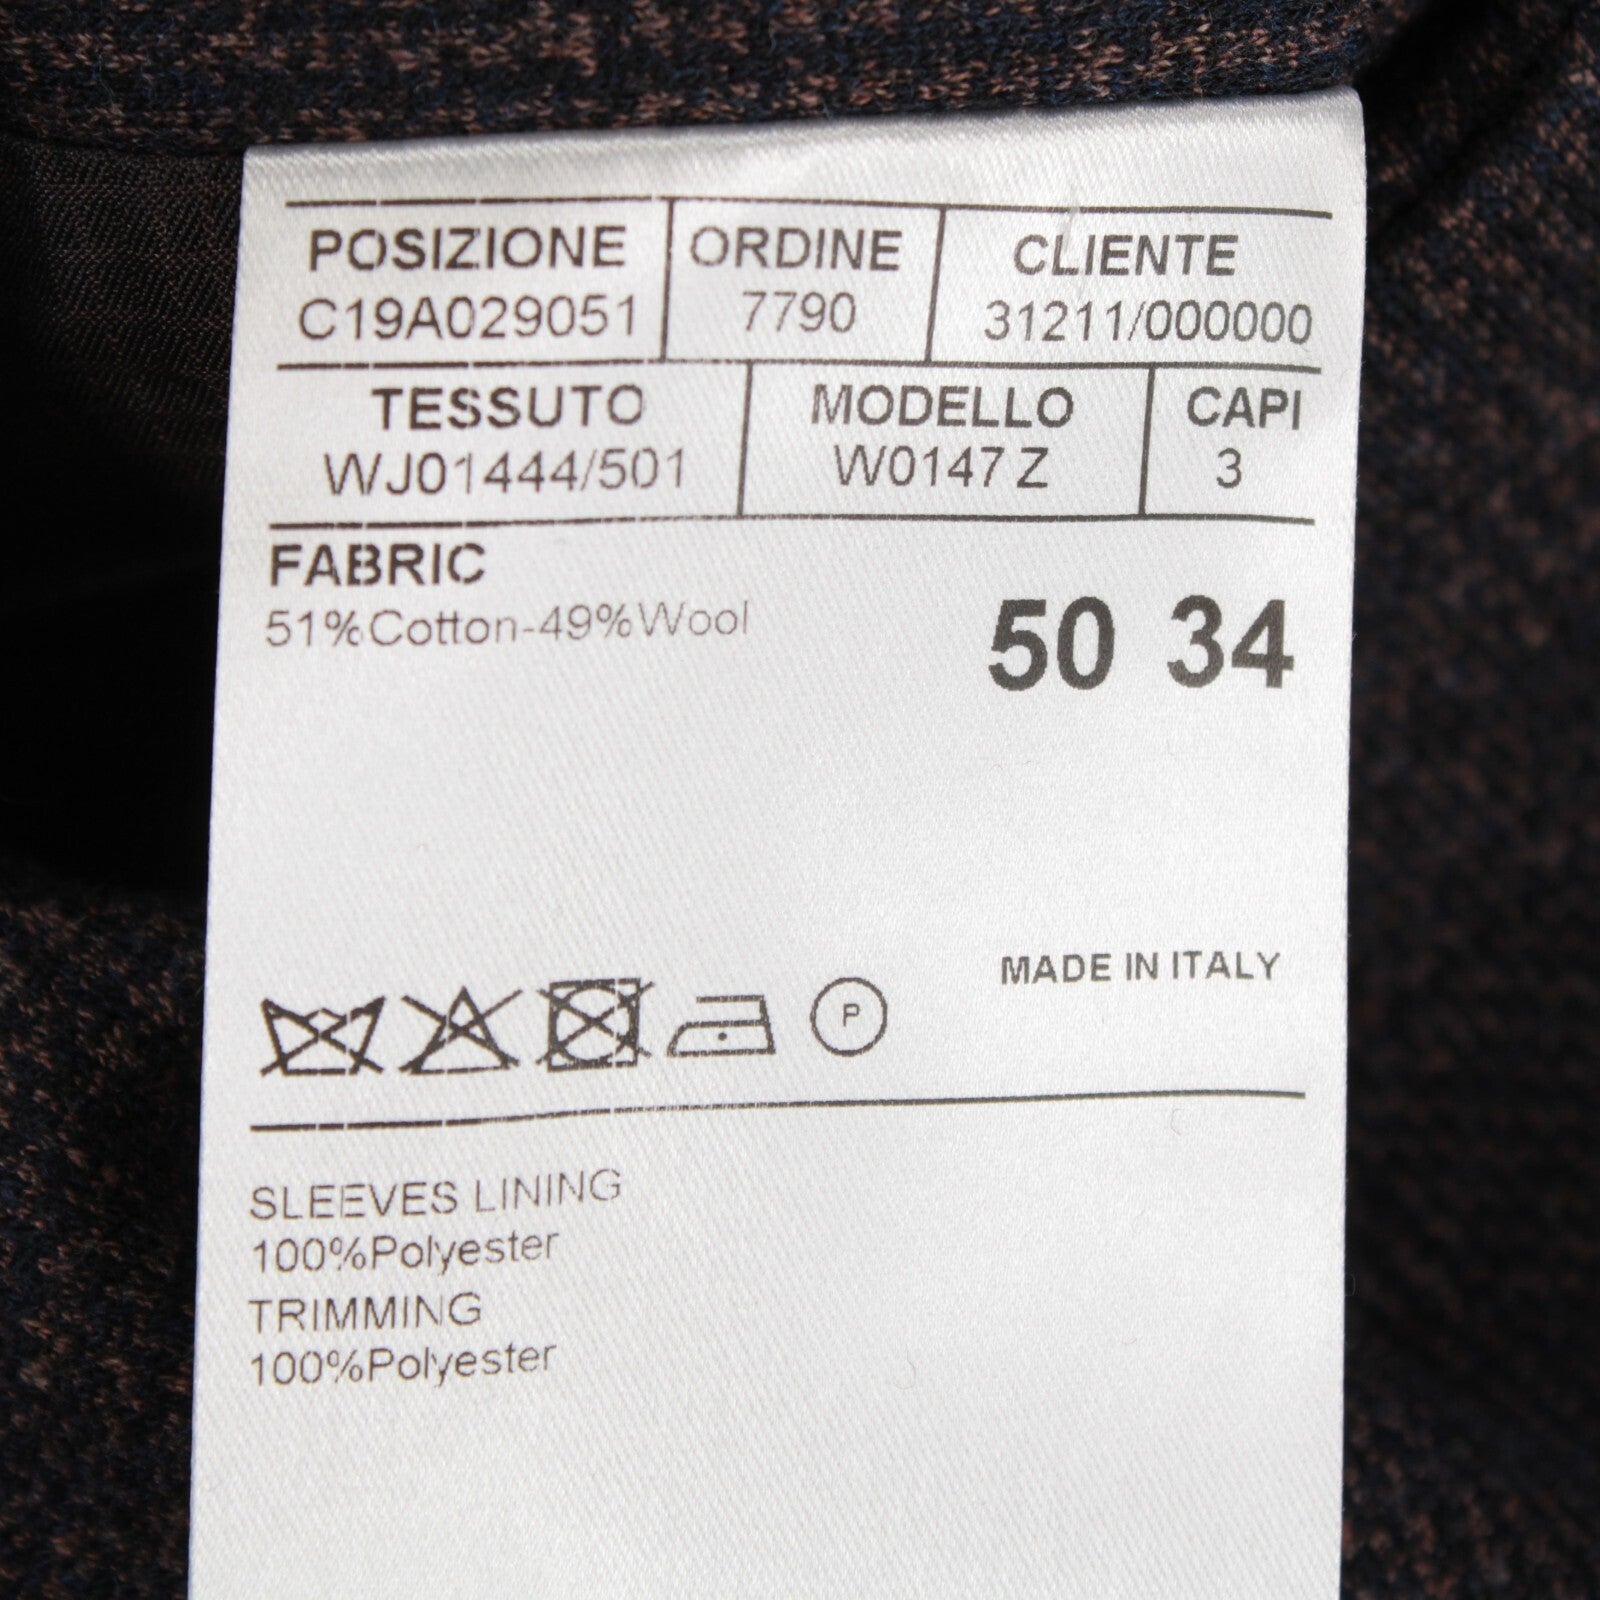 POSIZIONE ORDINE CLIENTE
C19A029051 7790 31211/000000
TESSUTO MODELLO CAPI
WJ01444/501 W0147 Z 3
FABRIC
51%Cotton-49%Wool
50 34
MADE IN ITALY
P
SLEEVES LINING
100%Polyester
TRIMMING
100%Polyester